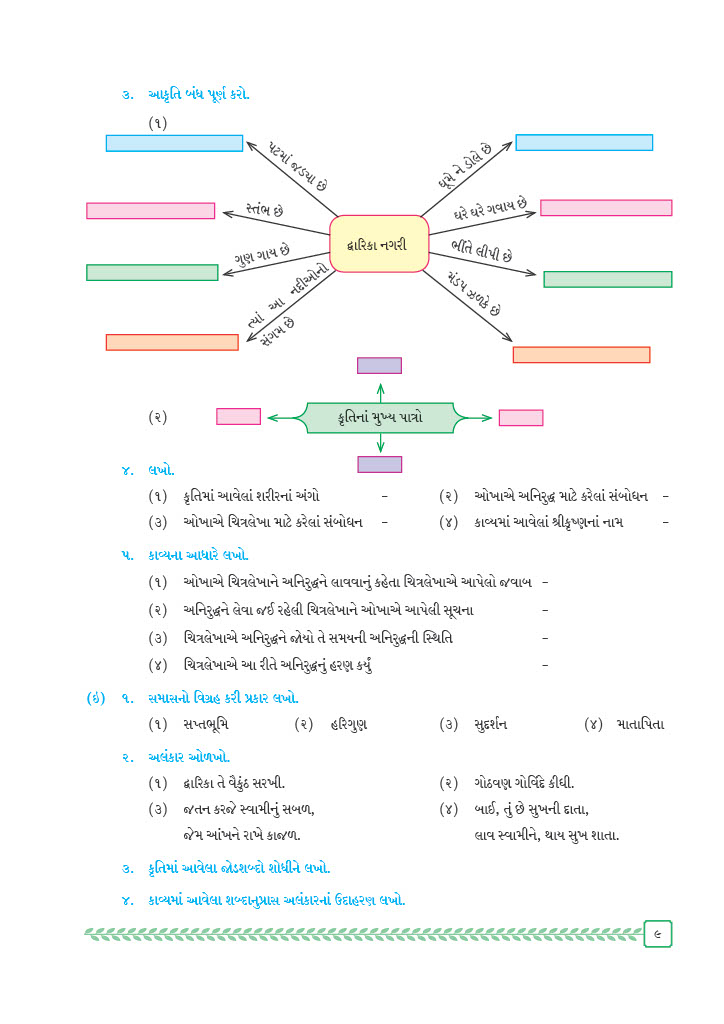 ૩. આકૃતિ બંધ પૂર્ણ કરો.
(૧)
પટમાં જડ્યા છે
ઘૂમે ને ડોલે છે
સ્તંભ છે
ઘરે ઘરે ગવાય છે
દ્વારિકા નગરી
ગુણ ગાય છે
ભીંતે લીપી છે
ત્યાં આ નદીઓનો
સંગમ છે
મંડપ ઝળકે છે
(૨) કૃતિનાં મુખ્ય પાત્રો
૪. લખો.
(૧) કૃતિમાં આવેલાં શરીરનાં અંગો – (૨) ઓખાએ અનિરુદ્ધ માટે કરેલાં સંબોધન –
(૩) ઓખાએ ચિત્રલેખા માટે કરેલાં સંબોધન – (૪) કાવ્યમાં આવેલાં શ્રીકૃષ્ણનાં નામ –
૫. કાવ્યના આધારે લખો.
(૧) ઓખાએ ચિત્રલેખાને અનિરુદ્ધને લાવવાનું કહેતા ચિત્રલેખાએ આપેલો જવાબ –
(૨) અનિરુદ્ધને લેવા જઈ રહેલી ચિત્રલેખાને ઓખાએ આપેલી સૂચના –
(૩) ચિત્રલેખાએ અનિરુદ્ધને જોયો તે સમયની અનિરુદ્ધની સ્થિતિ –
(૪) ચિત્રલેખાએ આ રીતે અનિરુદ્ધનું હરણ કર્યું –
(ઇ) ૧. સમાસનો વિગ્રહ કરી પ્રકાર લખો.
(૧) સપ્તભૂમિ (૨) હરિગુણ (૩) સુદર્શન (૪) માતાપિતા
૨. અલંકાર ઓળખો.
(૧) દ્વારિકા તે વૈકુંઠ સરખી. (૨) ગોઠવણ ગોવિંદે કીધી.
(૩) જતન કરજે સ્વામીનું સબળ, (૪) બાઈ, તું છે સુખની દાતા,
જેમ આંખને રાખે કાજળ. લાવ સ્વામીને, થાય સુખ શાતા.
૩. કૃતિમાં આવેલા જોડશબ્દો શોધીને લખો.
૪. કાવ્યમાં આવેલા શબ્દાનુપ્રાસ અલંકારનાં ઉદાહરણ લખો.
૯